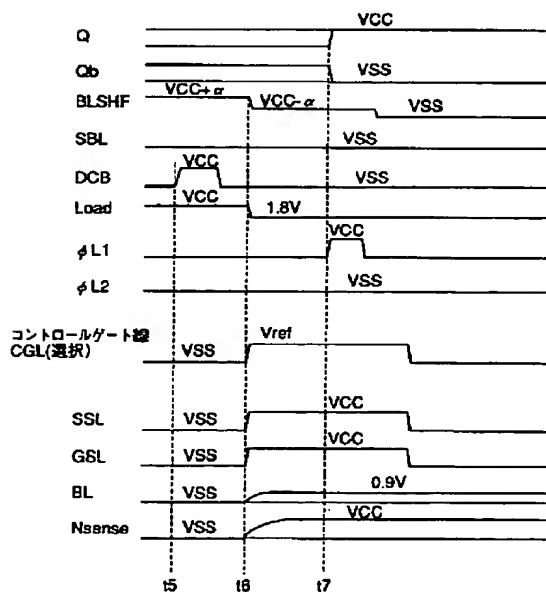 VCC
Q
Qb
VSS
VCC+α
BLSHF
VCC-α
VSS
SBL
VSS
VCC
DCB
VSS
VCC
Load
1.8V
VCC
φL1
φL2
VSS
コントロールゲート線
CGL(選択)
VSS
Vref
SSL
VSS
VCC
GSL
VSS
VCC
BL
VSS
0.9V
Nsense
VSS
VCC
t5
t6
t7